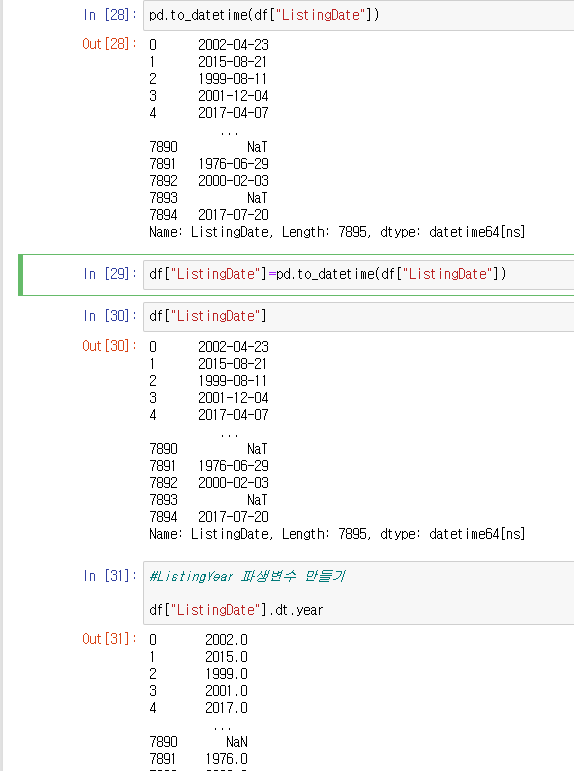 In [28]: pd.to_datetime(df["ListingDate"])
Out[28]: 0 2002-04-23
1 2015-08-21
2 1999-08-11
3 2001-12-04
4 2017-04-07
...
7890 NaT
7891 1976-06-29
7892 2000-02-03
7893 NaT
7894 2017-07-20
Name: ListingDate, Length: 7895, dtype: datetime64[ns]
In [29]: df["ListingDate"]=pd.to_datetime(df["ListingDate"])
In [30]: df["ListingDate"]
Out[30]: 0 2002-04-23
1 2015-08-21
2 1999-08-11
3 2001-12-04
4 2017-04-07
...
7890 NaT
7891 1976-06-29
7892 2000-02-03
7893 NaT
7894 2017-07-20
Name: ListingDate, Length: 7895, dtype: datetime64[ns]
In [31]: #ListingYear 파생변수 만들기
df["ListingDate"].dt.year
Out[31]: 0 2002.0
1 2015.0
2 1999.0
3 2001.0
4 2017.0
...
7890 NaN
7891 1976.0